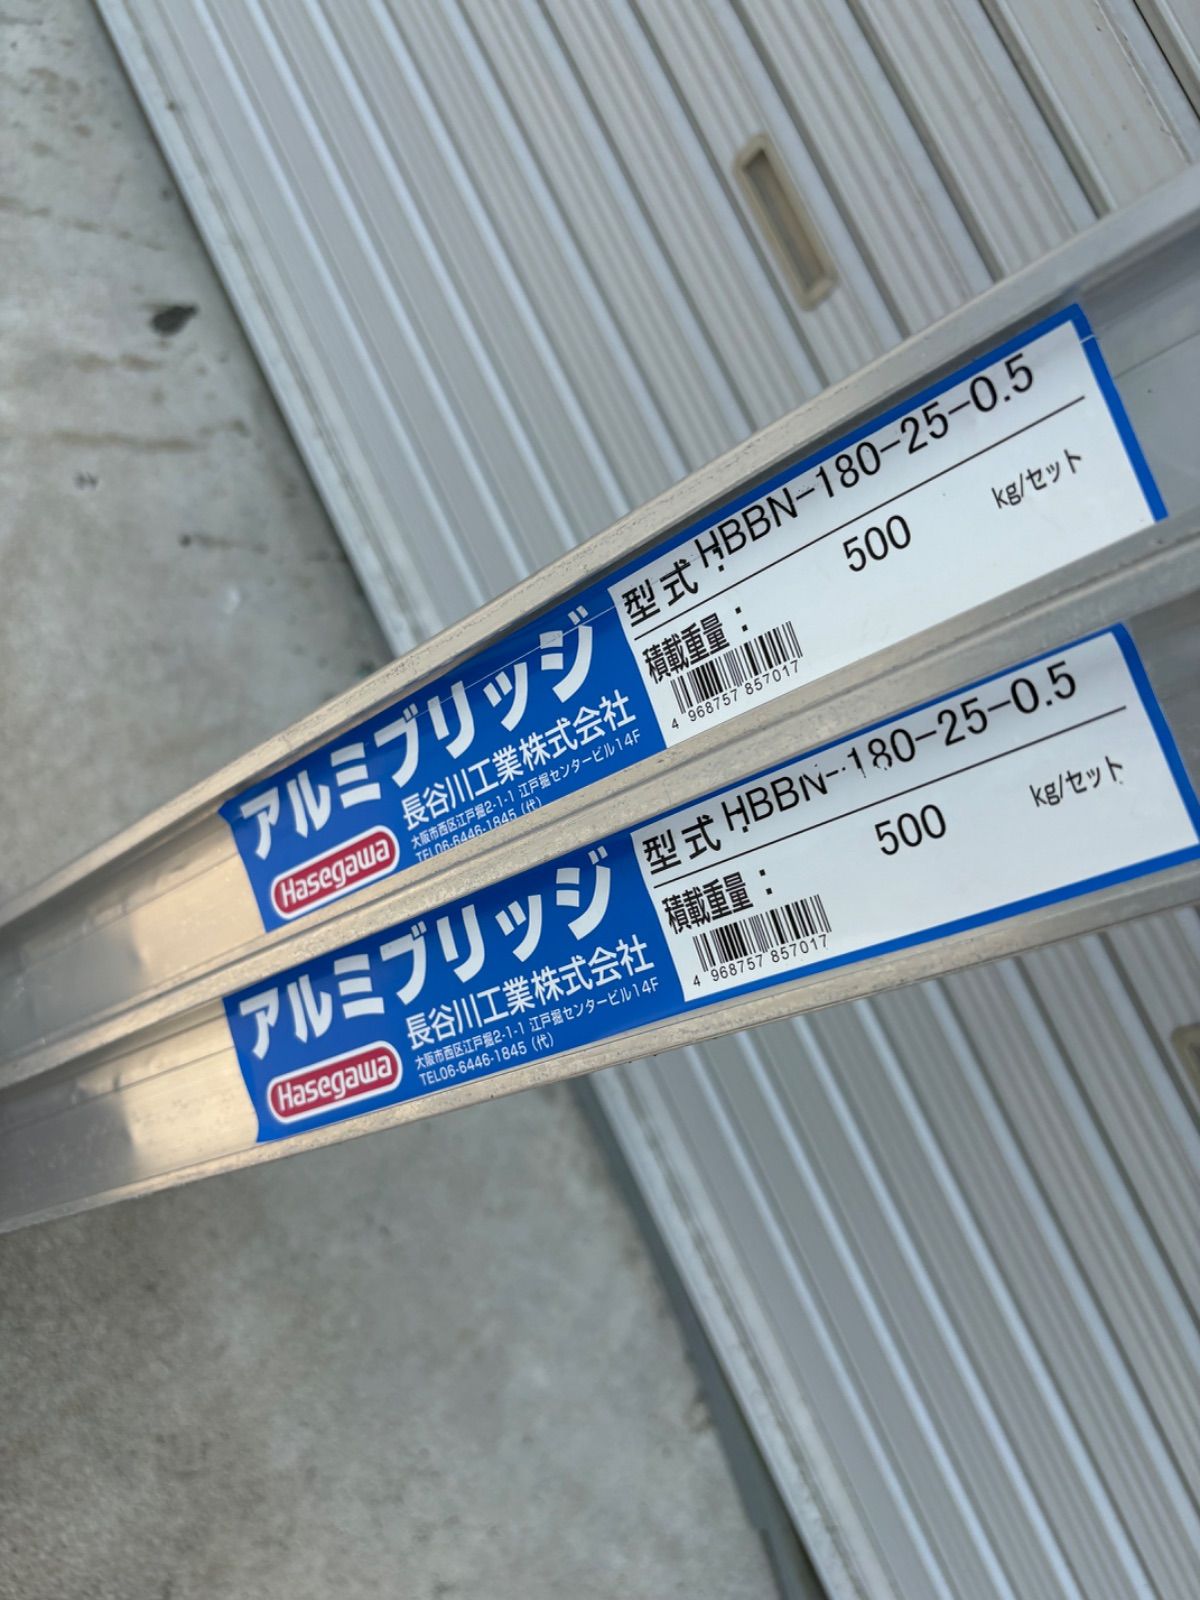 アルミブリッジ
Hasegawa
長谷川工業株式会社
大阪市西区江戸堀2-1-1 江戸堀センタービル14F
TEL06-6446-1845 (代)
型式: HBBN-180-25-0.5
積載重量: 500 kg/セット
4 968757 857017
アルミブリッジ
Hasegawa
長谷川工業株式会社
大阪市西区江戸堀2-1-1 江戸堀センタービル14F
TEL06-6446-1845 (代)
型式 HBBN-180-25-0.5
積載重量: 500 kg/セット
4 968757 857017